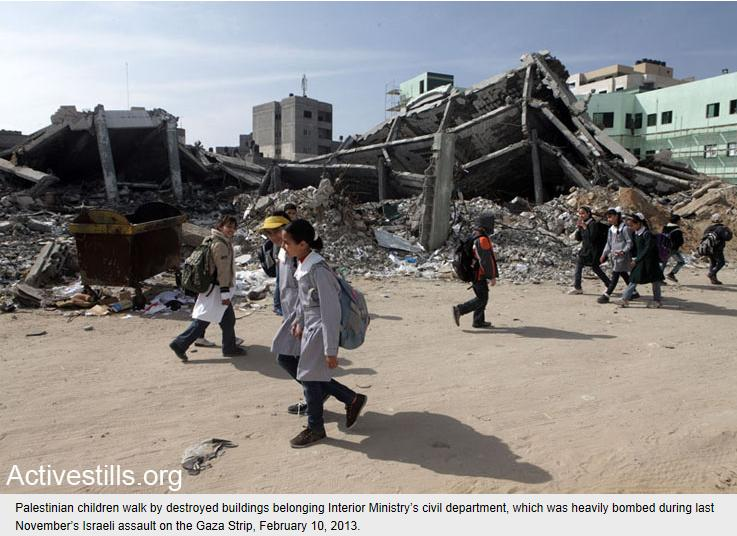 Activestills.org
Palestinian children walk by destroyed buildings belonging Interior Ministry's civil department, which was heavily bombed during last
November's Israeli assault on the Gaza Strip, February 10, 2013.